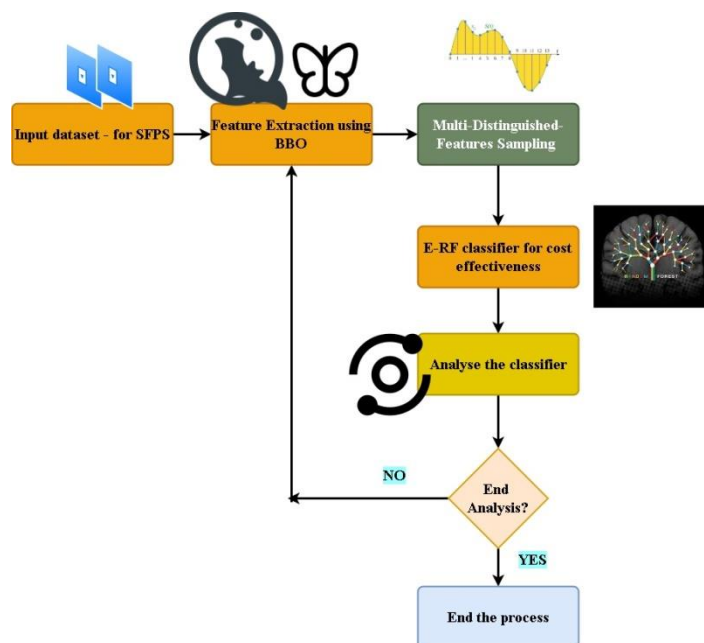 Input dataset - for SFPS
Feature Extraction using
BBO
Multi-Distinguished-
Features Sampling
E-RF classifier for cost
effectiveness
Analyse the classifier
NO
End
Analysis?
YES
End the process